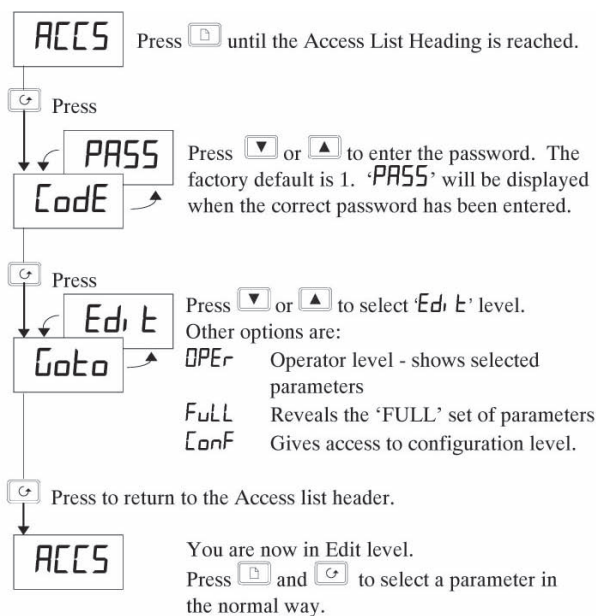 ACCS
Press until the Access List Heading is reached.
Press
PASS
CodE
Press or to enter the password. The
factory default is 1. ‘PASS’ will be displayed
when the correct password has been entered.
Press
Edit
Goto
Press or to select ‘Edit’ level.
Other options are:
OPEr Operator level - shows selected
parameters
FuLL Reveals the ‘FULL’ set of parameters
ConF Gives access to configuration level.
Press to return to the Access list header.
ACCS
You are now in Edit level.
Press and to select a parameter in
the normal way.